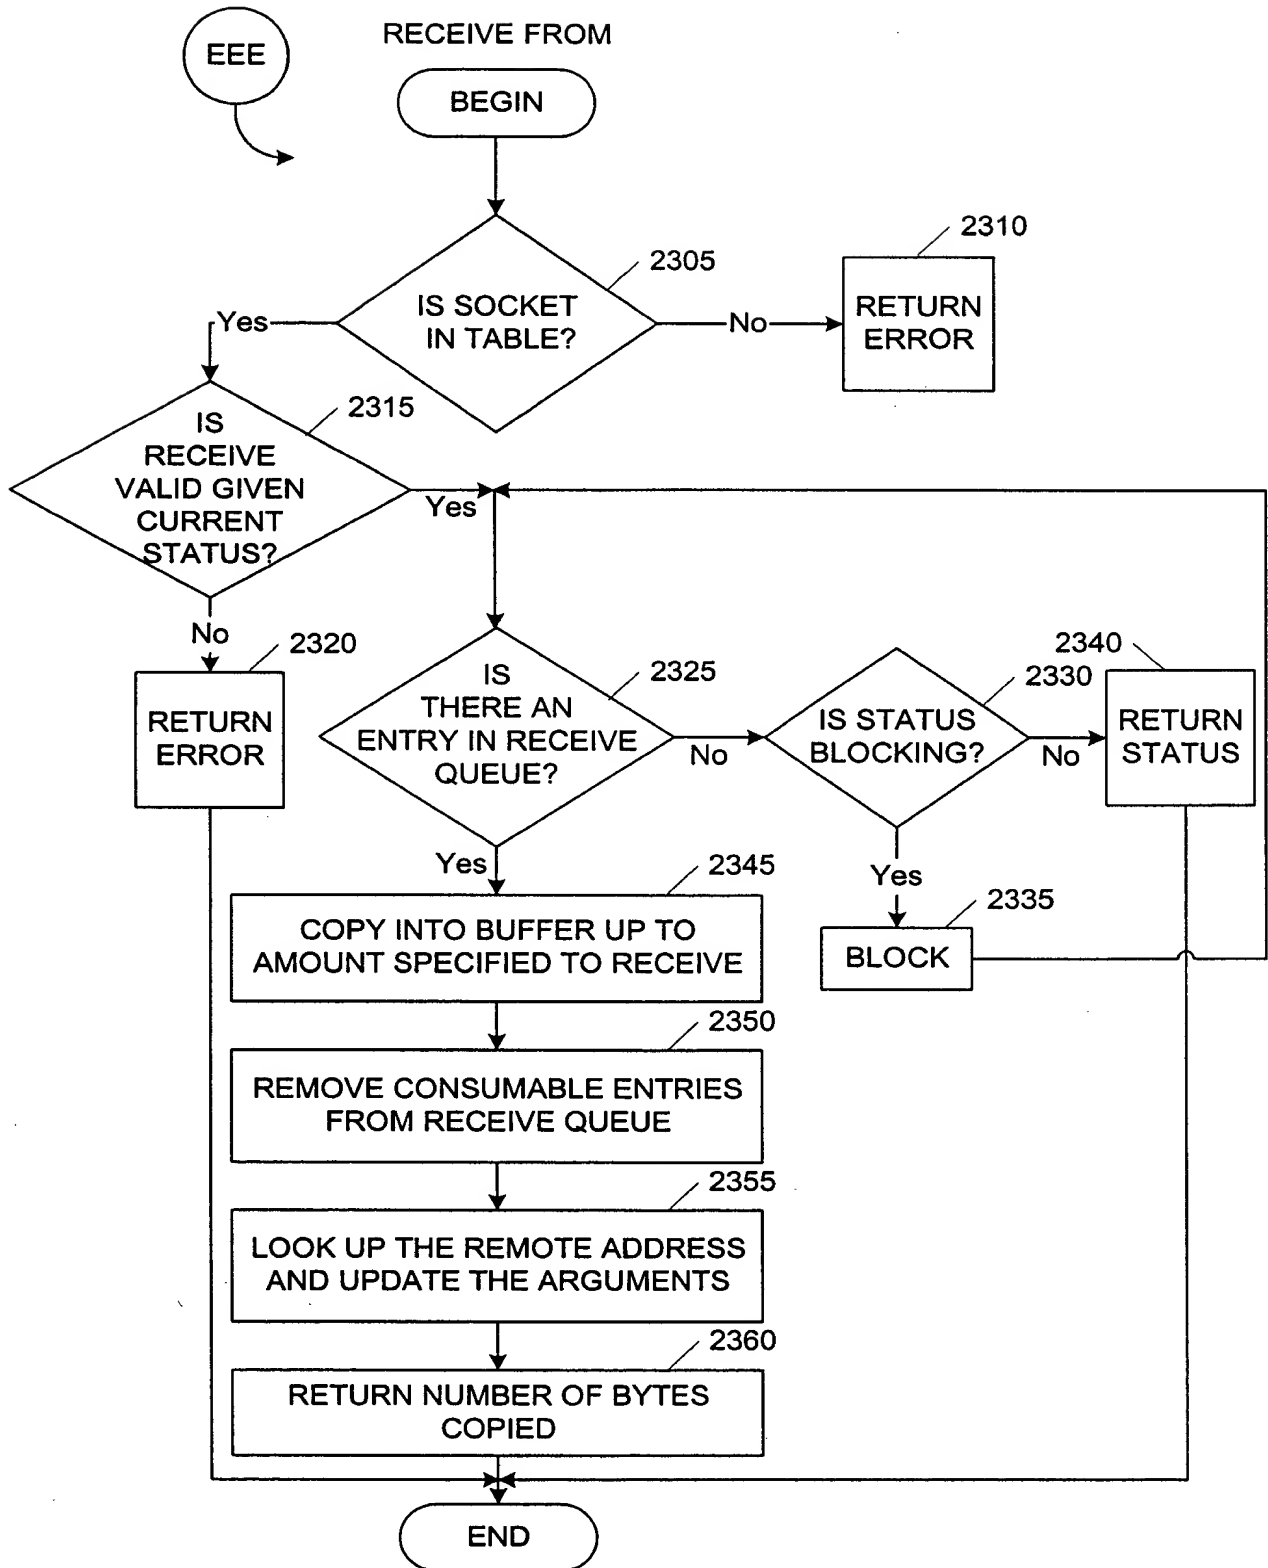 EEE
RECEIVE FROM
BEGIN
2310
2305
IS SOCKET
IN TABLE?
RETURN
ERROR
Yes
No
2315
IS
RECEIVE
VALID GIVEN
CURRENT
STATUS?
Yes
No
2320
RETURN
ERROR
2325
IS
THERE AN
ENTRY IN RECEIVE
QUEUE?
No
2330
IS STATUS
BLOCKING?
No
2340
RETURN
STATUS
Yes
Yes
2335
BLOCK
2345
COPY INTO BUFFER UP TO
AMOUNT SPECIFIED TO RECEIVE
2350
REMOVE CONSUMABLE ENTRIES
FROM RECEIVE QUEUE
2355
LOOK UP THE REMOTE ADDRESS
AND UPDATE THE ARGUMENTS
2360
RETURN NUMBER OF BYTES
COPIED
END